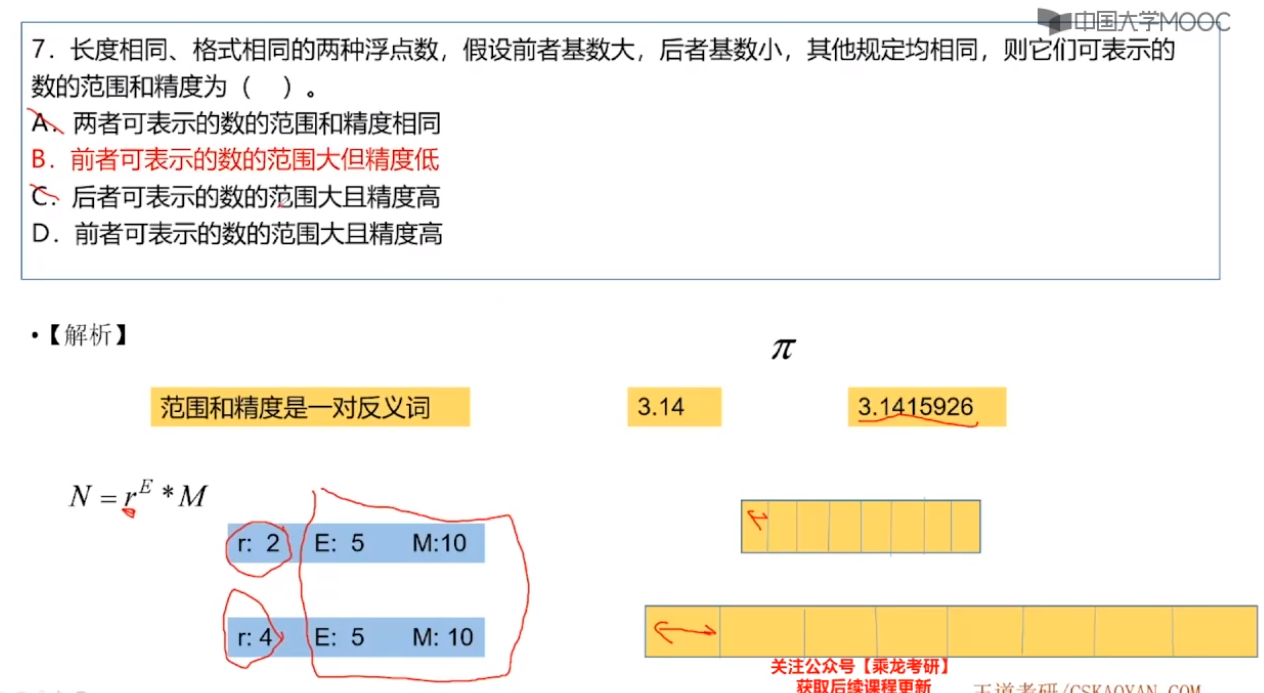 中国大学MOOC
7. 长度相同、格式相同的两种浮点数，假设前者基数大，后者基数小，其他规定均相同，则它们可表示的
数的范围和精度为（ ）。
A. 两者可表示的数的范围和精度相同
B. 前者可表示的数的范围大但精度低
C. 后者可表示的数的范围大且精度高
D. 前者可表示的数的范围大且精度高
•【解析】
π
范围和精度是一对反义词
3.14
3.1415926
N = r^E * M
r: 2 E: 5 M:10
r: 4 E: 5 M: 10
关注公众号【乘龙考研】
获取后续课程更新
王道考研/CSKAOYAN.COM